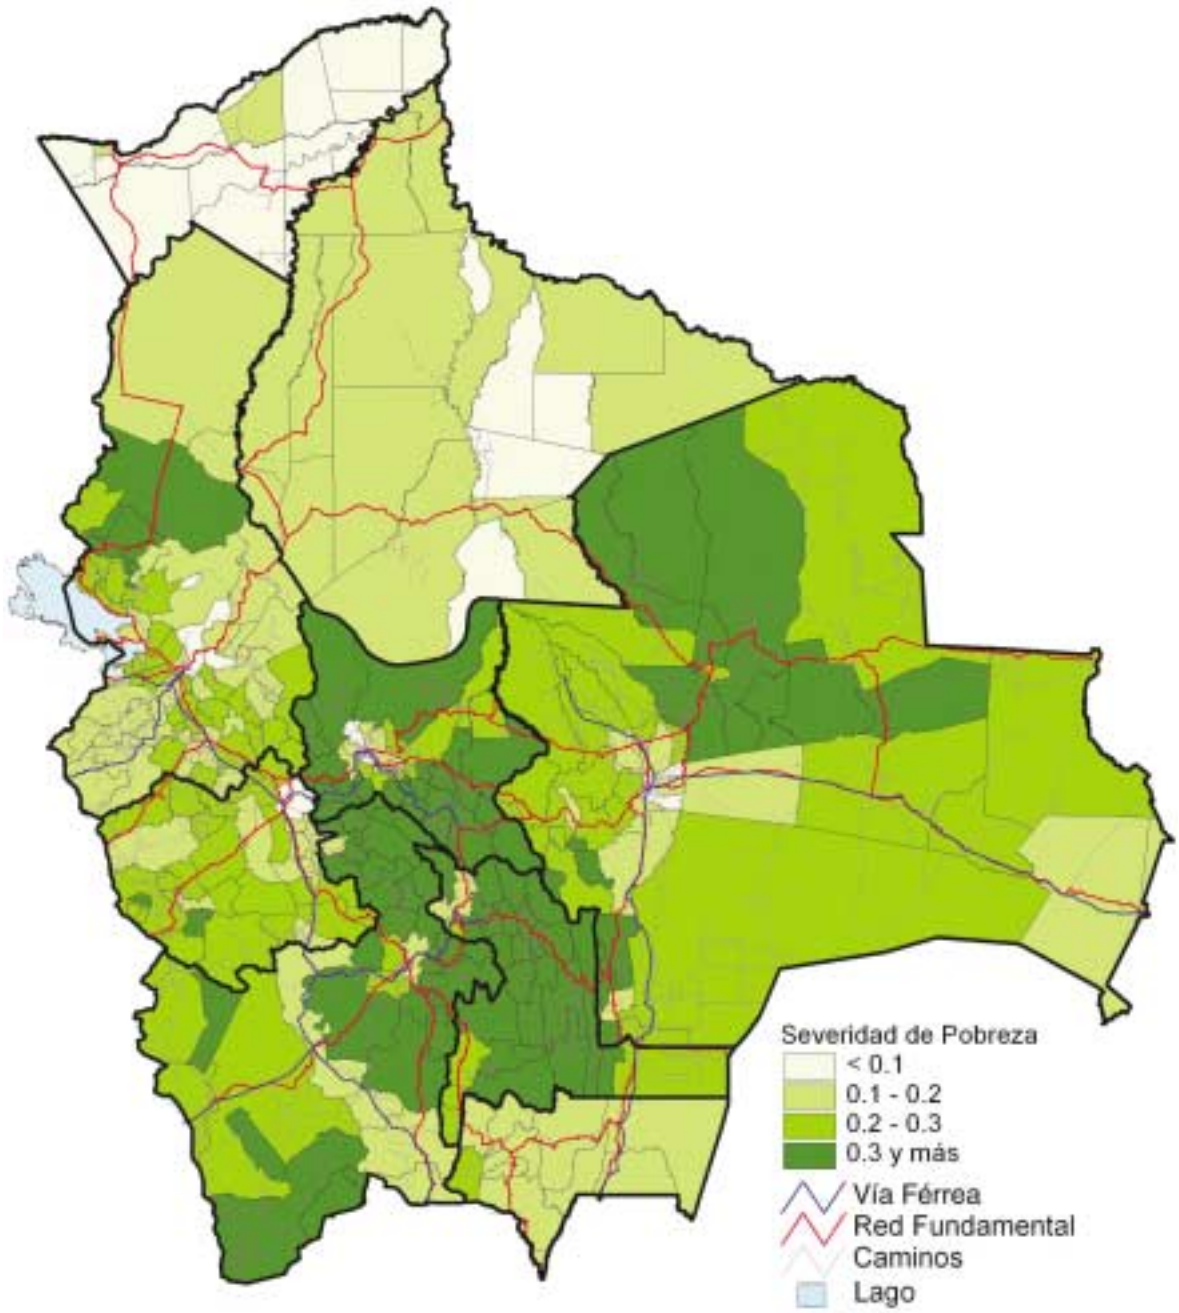 Severidad de Pobreza
< 0.1
0.1 - 0.2
0.2 - 0.3
0.3 y más
Vía Férrea
Red Fundamental
Caminos
Lago